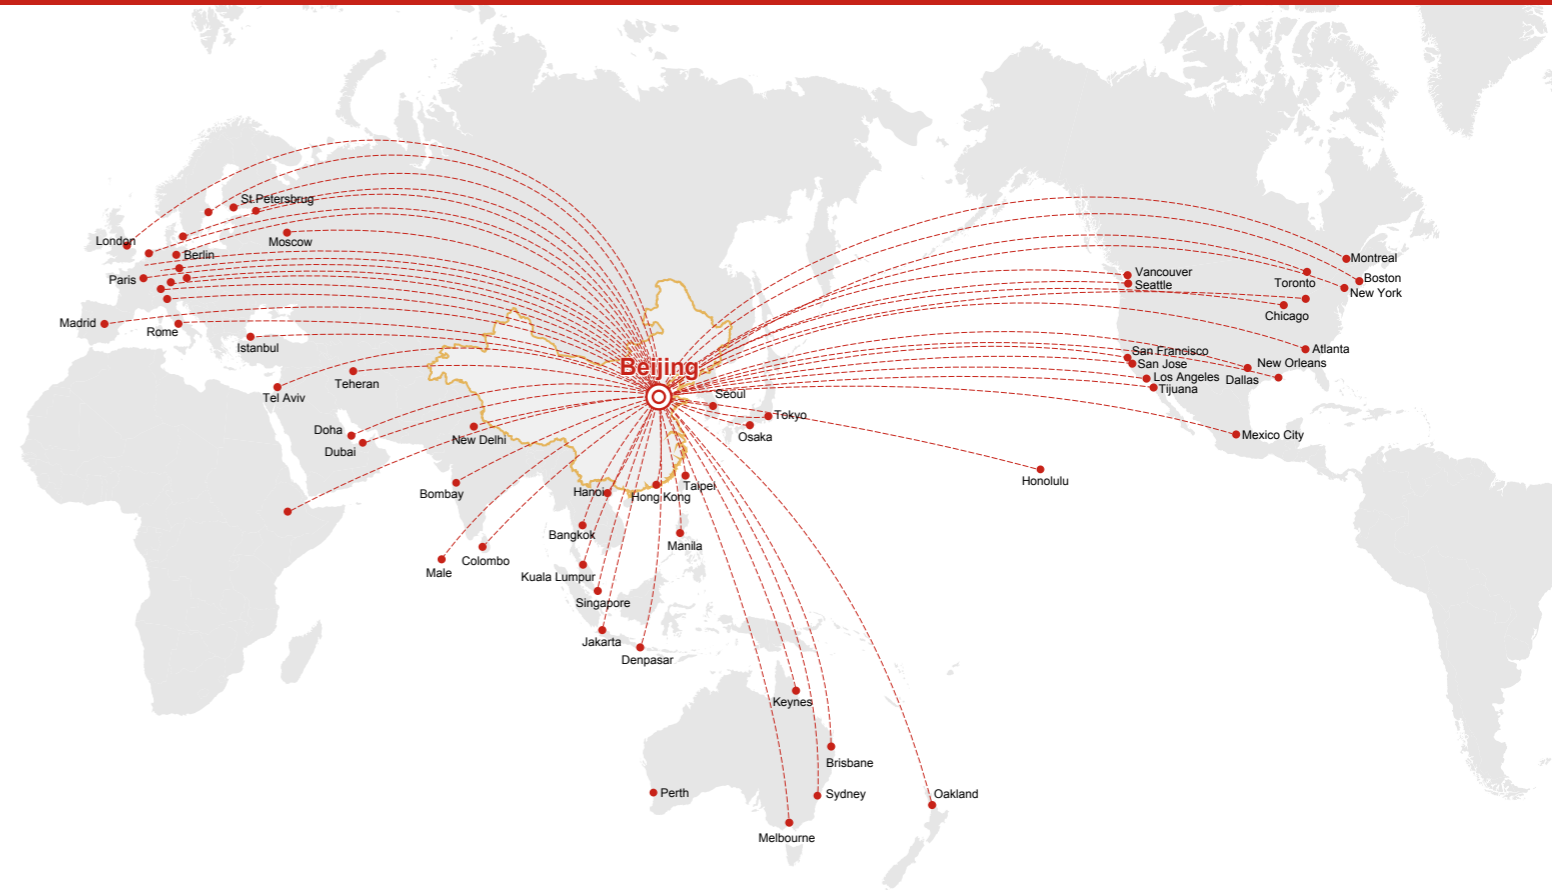 St.Petersbrug
London
Moscow
Berlin
Paris
Madrid
Rome
Istanbul
Teheran
Tel Aviv
Doha
Dubai
New Delhi
Bombay
Male
Colombo
Beijing
Seoul
Tokyo
Osaka
Hanoi
Hong Kong
Taipei
Bangkok
Manila
Kuala Lumpur
Singapore
Jakarta
Denpasar
Keynes
Brisbane
Perth
Sydney
Melbourne
Oakland
Honolulu
Vancouver
Seattle
Montreal
Toronto
Boston
New York
Chicago
Atlanta
San Francisco
San Jose
New Orleans
Los Angeles
Dallas
Tijuana
Mexico City